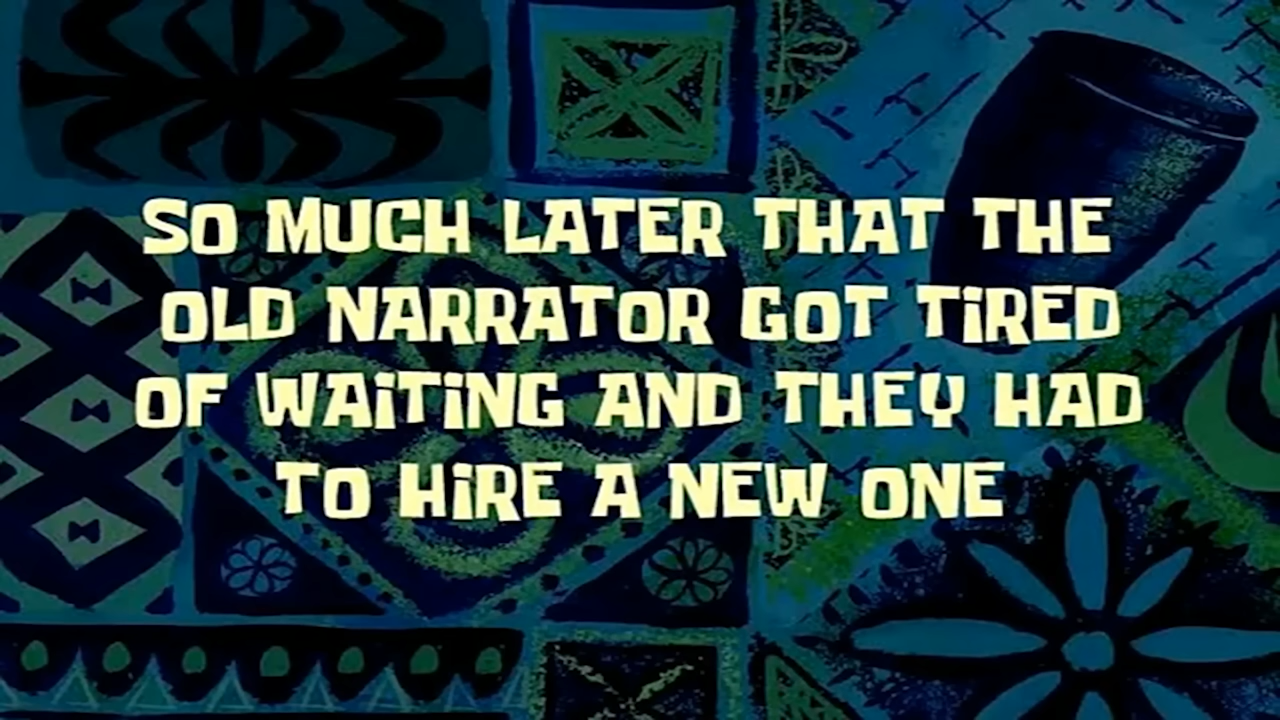 SO MUCH LATER THAT THE
OLD NARRATOR GOT TiRED
OF WAiTiNG AND THEY HAD
TO HiRE A NEW ONE